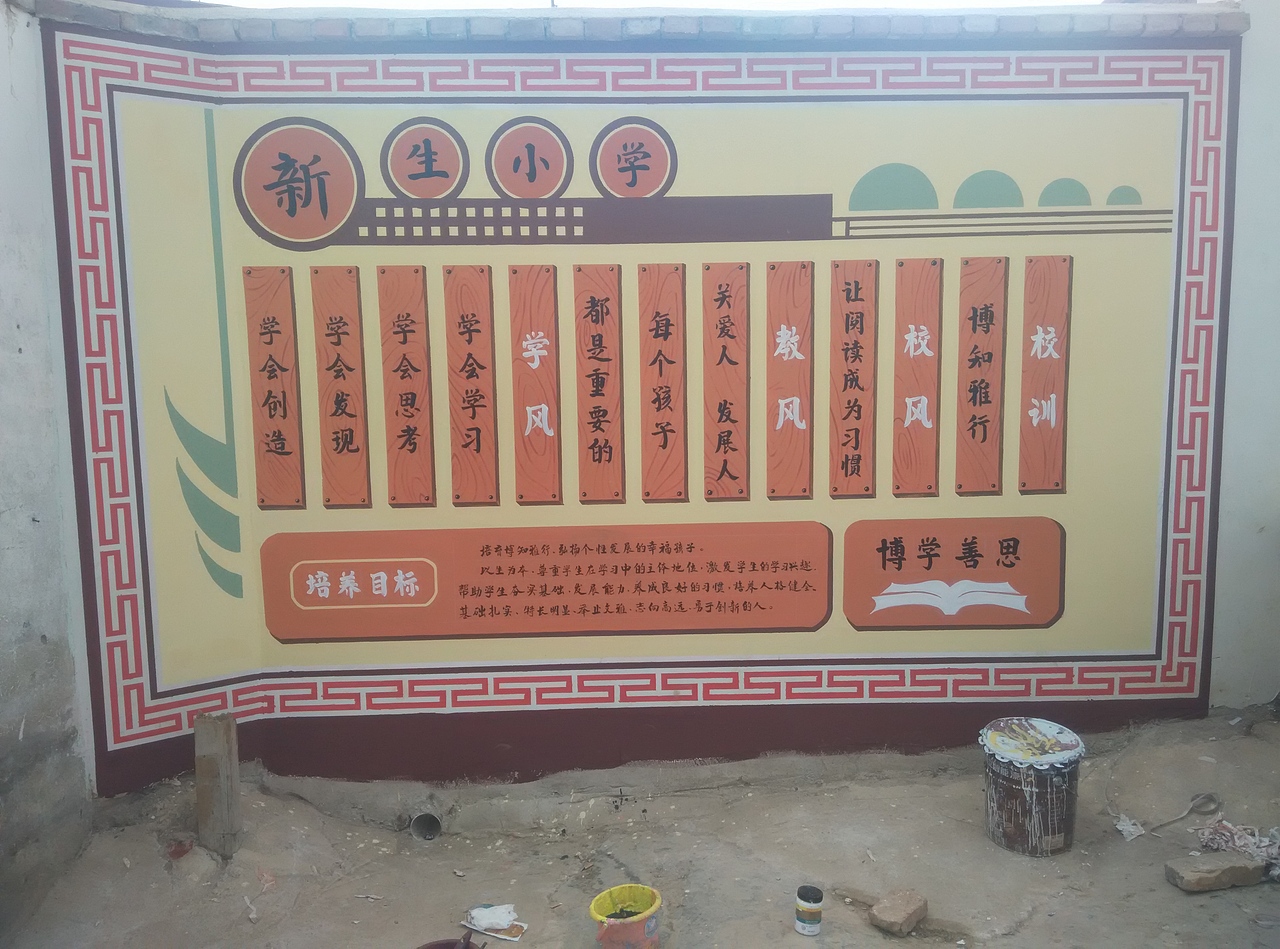 新生小学
校训
博知雅行
校风
让阅读成为习惯
教风
关爱人 发展人
每个孩子
都是重要的
学风
学会学习
学会思考
学会发现
学会创造
培养目标
培育博知雅行、张扬个性发展的幸福孩子。
以生为本,尊重学生在学习中的主体地位,激发学生的学习兴趣,
帮助学生夯实基础,发展能力,养成良好的习惯,培养人格健全、
基础扎实、特长明显、举止文雅、志向高远、勇于创新的人。
博学善思